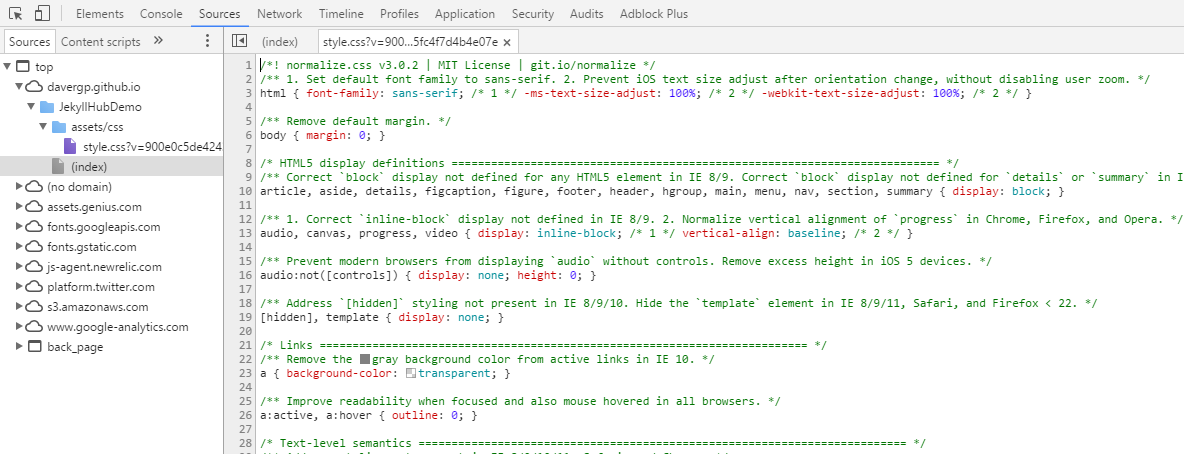 Elements Console Sources Network Timeline Profiles Application Security Audits Adblock Plus
Sources Content scripts » (index) style.css?v=900…5fc4f7d4b4e07e ×
top
davergp.github.io
JekyllHubDemo
assets/css
style.css?v=900e0c5de424
(index)
(no domain)
assets.genius.com
fonts.googleapis.com
fonts.gstatic.com
js-agent.newrelic.com
platform.twitter.com
s3.amazonaws.com
www.google-analytics.com
back_page
1 /*! normalize.css v3.0.2 | MIT License | git.io/normalize */
2 /** 1. Set default font family to sans-serif. 2. Prevent iOS text size adjust after orientation change, without disabling user zoom. */
3 html { font-family: sans-serif; /* 1 */ -ms-text-size-adjust: 100%; /* 2 */ -webkit-text-size-adjust: 100%; /* 2 */ }
4
5 /** Remove default margin. */
6 body { margin: 0; }
7
8 /* HTML5 display definitions ========================================================================== */
9 /** Correct `block` display not defined for any HTML5 element in IE 8/9. Correct `block` display not defined for `details` or `summary` in I
10 article, aside, details, figcaption, figure, footer, header, hgroup, main, menu, nav, section, summary { display: block; }
11
12 /** 1. Correct `inline-block` display not defined in IE 8/9. 2. Normalize vertical alignment of `progress` in Chrome, Firefox, and Opera. */
13 audio, canvas, progress, video { display: inline-block; /* 1 */ vertical-align: baseline; /* 2 */ }
14
15 /** Prevent modern browsers from displaying `audio` without controls. Remove excess height in iOS 5 devices. */
16 audio:not([controls]) { display: none; height: 0; }
17
18 /** Address `[hidden]` styling not present in IE 8/9/10. Hide the `template` element in IE 8/9/11, Safari, and Firefox < 22. */
19 [hidden], template { display: none; }
20
21 /* Links ========================================================================== */
22 /** Remove the gray background color from active links in IE 10. */
23 a { background-color: transparent; }
24
25 /** Improve readability when focused and also mouse hovered in all browsers. */
26 a:active, a:hover { outline: 0; }
27
28 /* Text-level semantics ========================================================================== */